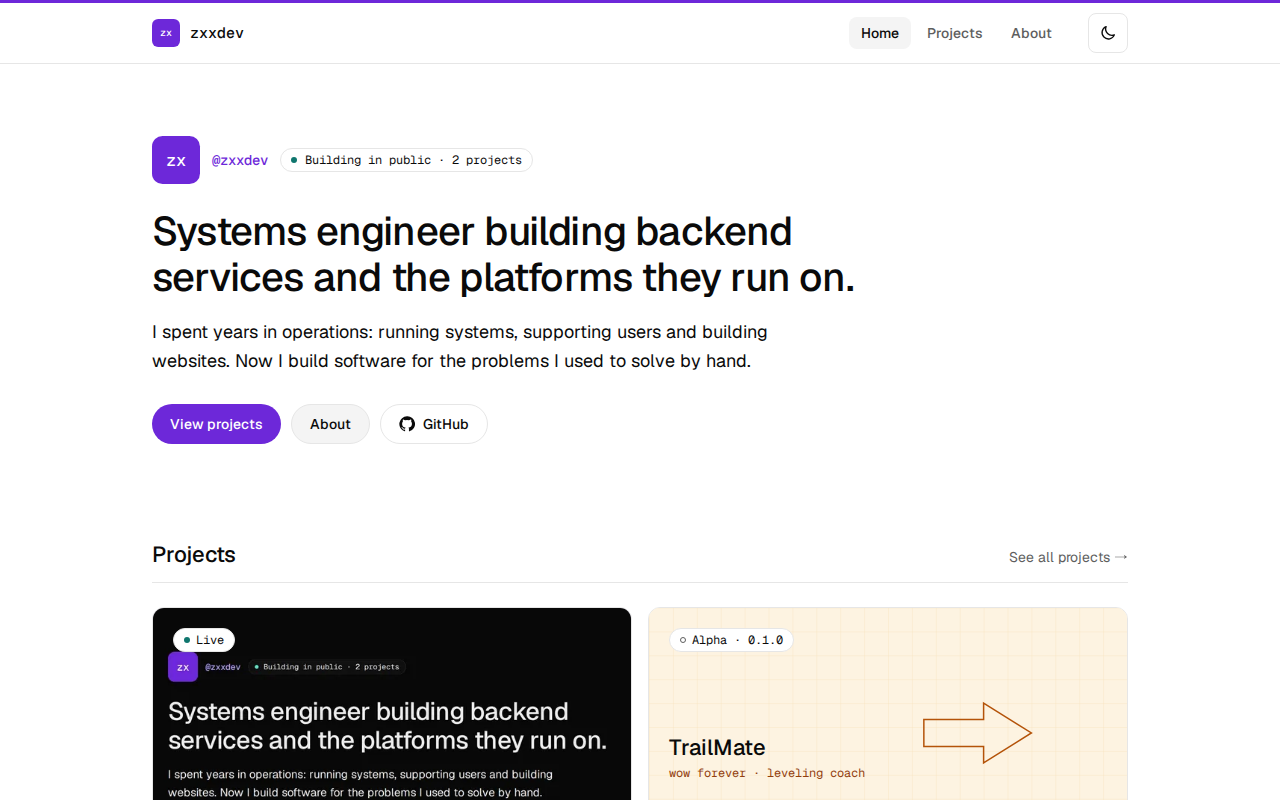 zx zxxdev Home Projects About
zx @zxxdev Building in public · 2 projects
Systems engineer building backend
services and the platforms they run on.
I spent years in operations: running systems, supporting users and building
websites. Now I build software for the problems I used to solve by hand.
View projects About GitHub
Projects See all projects →
Live
zx @zxxdev Building in public · 2 projects
Systems engineer building backend
services and the platforms they run on.
I spent years in operations: running systems, supporting users and building
websites. Now I build software for the problems I used to solve by hand.
Alpha · 0.1.0
TrailMate
wow forever · leveling coach